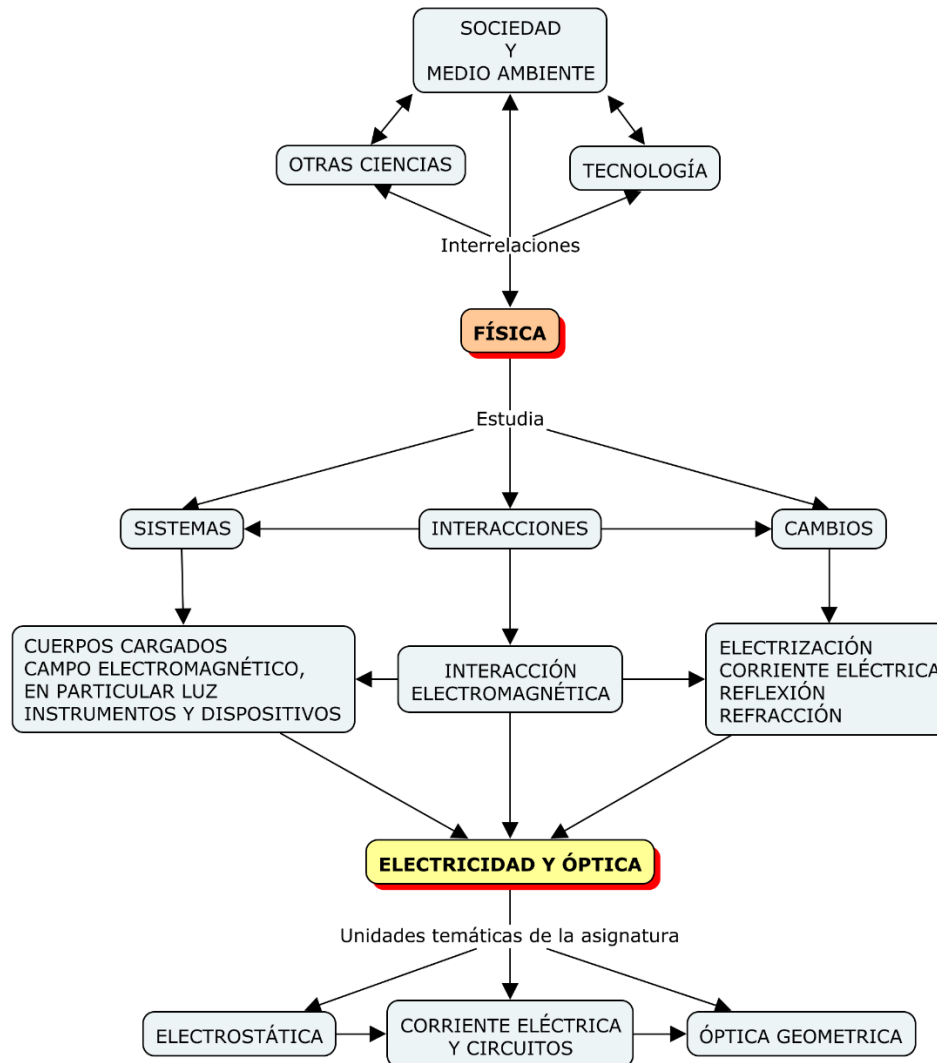 SOCIEDAD
Y
MEDIO AMBIENTE
OTRAS CIENCIAS
TECNOLOGÍA
Interrelaciones
FÍSICA
Estudia
SISTEMAS
INTERACCIONES
CAMBIOS
CUERPOS CARGADOS
CAMPO ELECTROMAGNÉTICO,
EN PARTICULAR LUZ
INSTRUMENTOS Y DISPOSITIVOS
INTERACCIÓN
ELECTROMAGNÉTICA
ELECTRIZACIÓN
CORRIENTE ELÉCTRICA
REFLEXIÓN
REFRACCIÓN
ELECTRICIDAD Y ÓPTICA
Unidades temáticas de la asignatura
ELECTROSTÁTICA
CORRIENTE ELÉCTRICA
Y CIRCUITOS
ÓPTICA GEOMETRICA